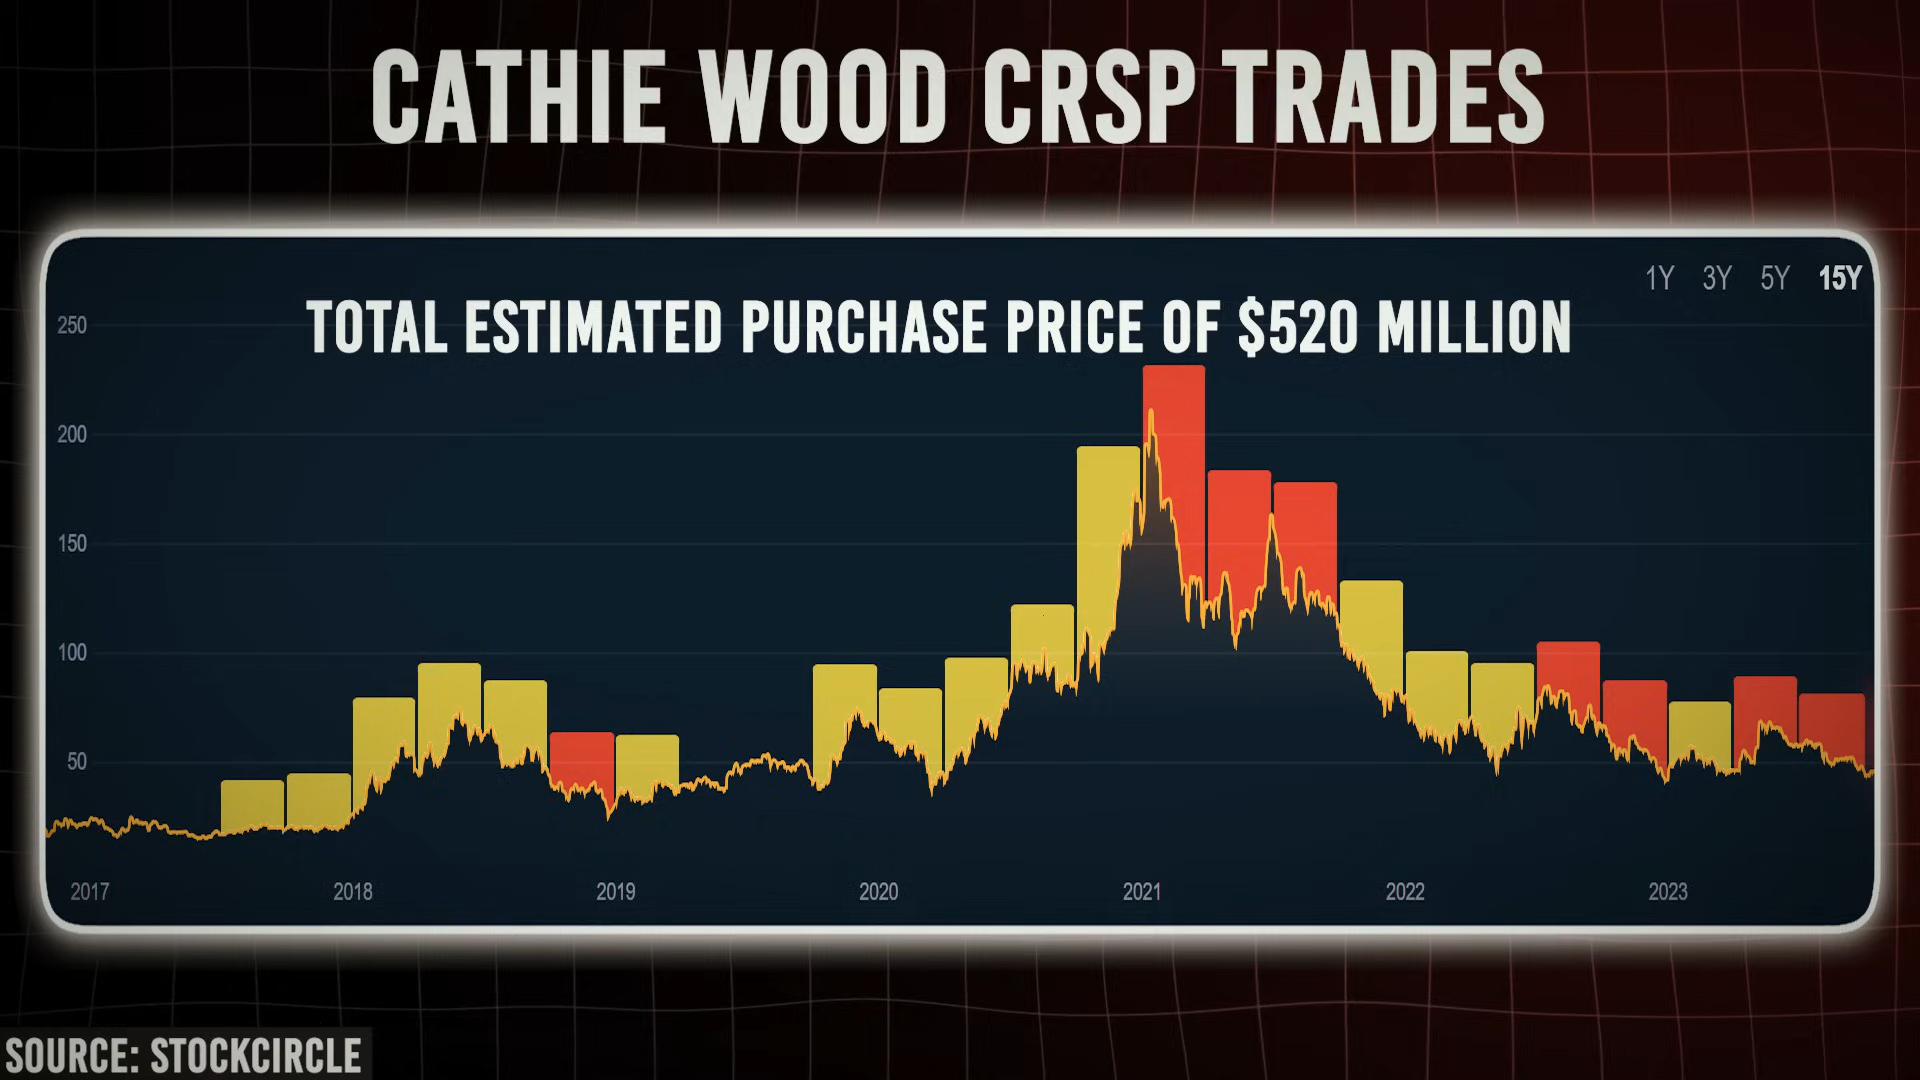 CATHIE WOOD CRSP TRADES
1Y 3Y 5Y 15Y
TOTAL ESTIMATED PURCHASE PRICE OF $520 MILLION
250
200
150
100
50
2017 2018 2019 2020 2021 2022 2023
SOURCE: STOCKCIRCLE